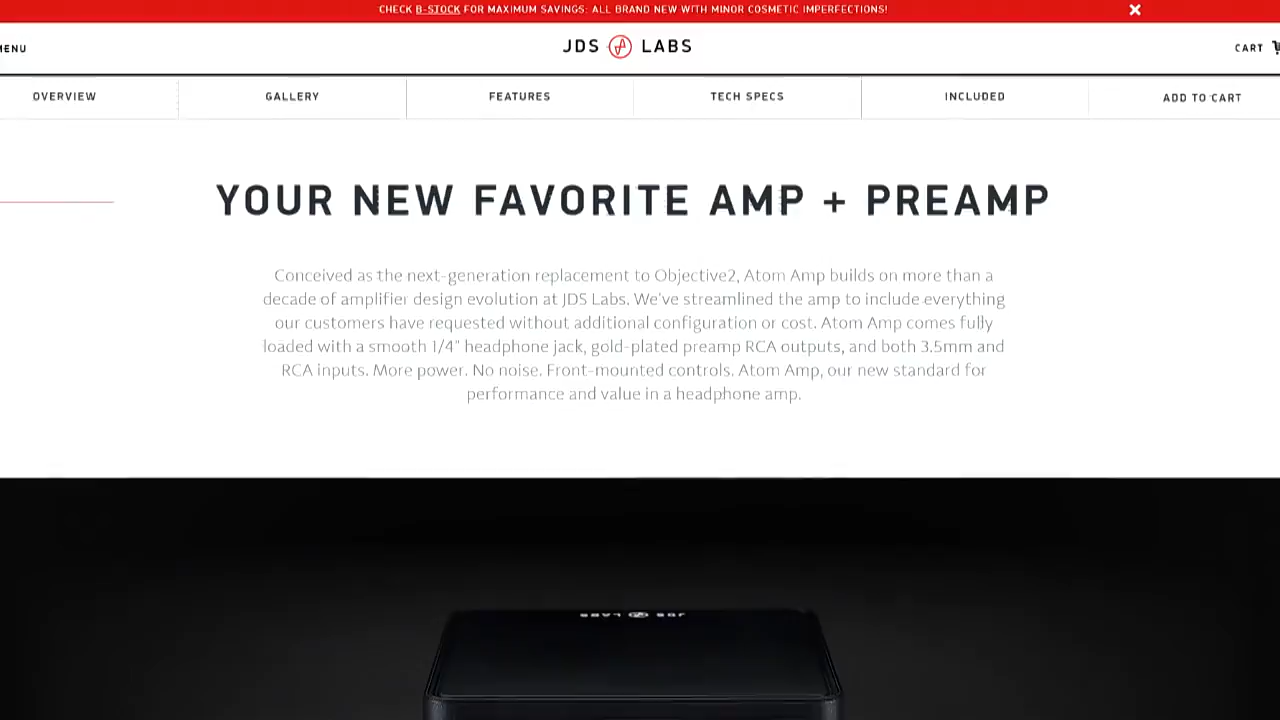 CHECK B-STOCK FOR MAXIMUM SAVINGS: ALL BRAND NEW WITH MINOR COSMETIC IMPERFECTIONS!
MENU
JDS LABS
CART
OVERVIEW
GALLERY
FEATURES
TECH SPECS
INCLUDED
ADD TO CART
YOUR NEW FAVORITE AMP + PREAMP
Conceived as the next-generation replacement to Objective2, Atom Amp builds on more than a
decade of amplifier design evolution at JDS Labs. We've streamlined the amp to include everything
our customers have requested without additional configuration or cost. Atom Amp comes fully
loaded with a smooth 1/4" headphone jack, gold-plated preamp RCA outputs, and both 3.5mm and
RCA inputs. More power. No noise. Front-mounted controls. Atom Amp, our new standard for
performance and value in a headphone amp.
JDS LABS